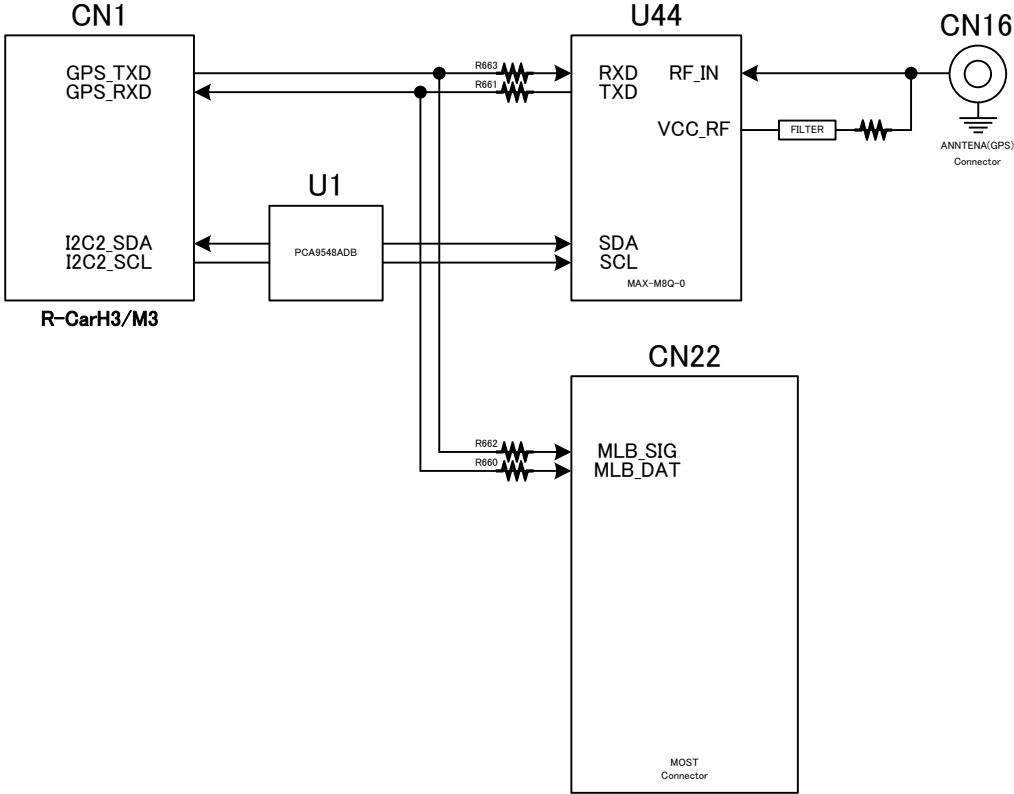 CN1
U44
CN16
GPS_TXD
GPS_RXD
R663
R661
RXD
TXD
RF_IN
VCC_RF
FILTER
ANNTENA(GPS)
Connector
U1
I2C2_SDA
I2C2_SCL
PCA9548ADB
SDA
SCL
MAX-M8Q-0
R-CarH3/M3
CN22
R662
R660
MLB_SIG
MLB_DAT
MOST
Connector